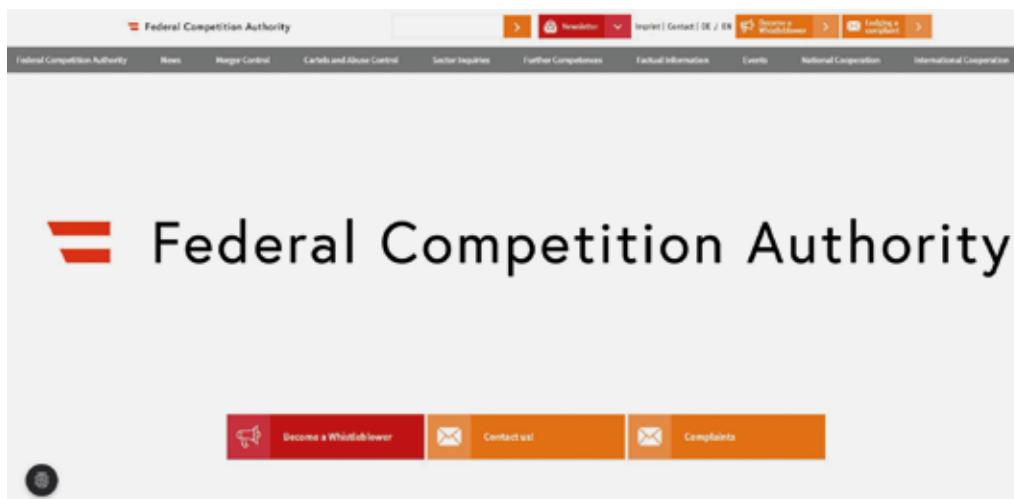 Federal Competition Authority
Newsletter
Imprint | Contact | DE / EN
Become a
Whistleblower
Lodging a
complaint
Federal Competition Authority News Merger Control Cartels and Abuse Control Sector Inquiries Further Competences Factual Information Events National Cooperation International Cooperation
Federal Competition Authority
Become a Whistleblower Contact us! Complaints